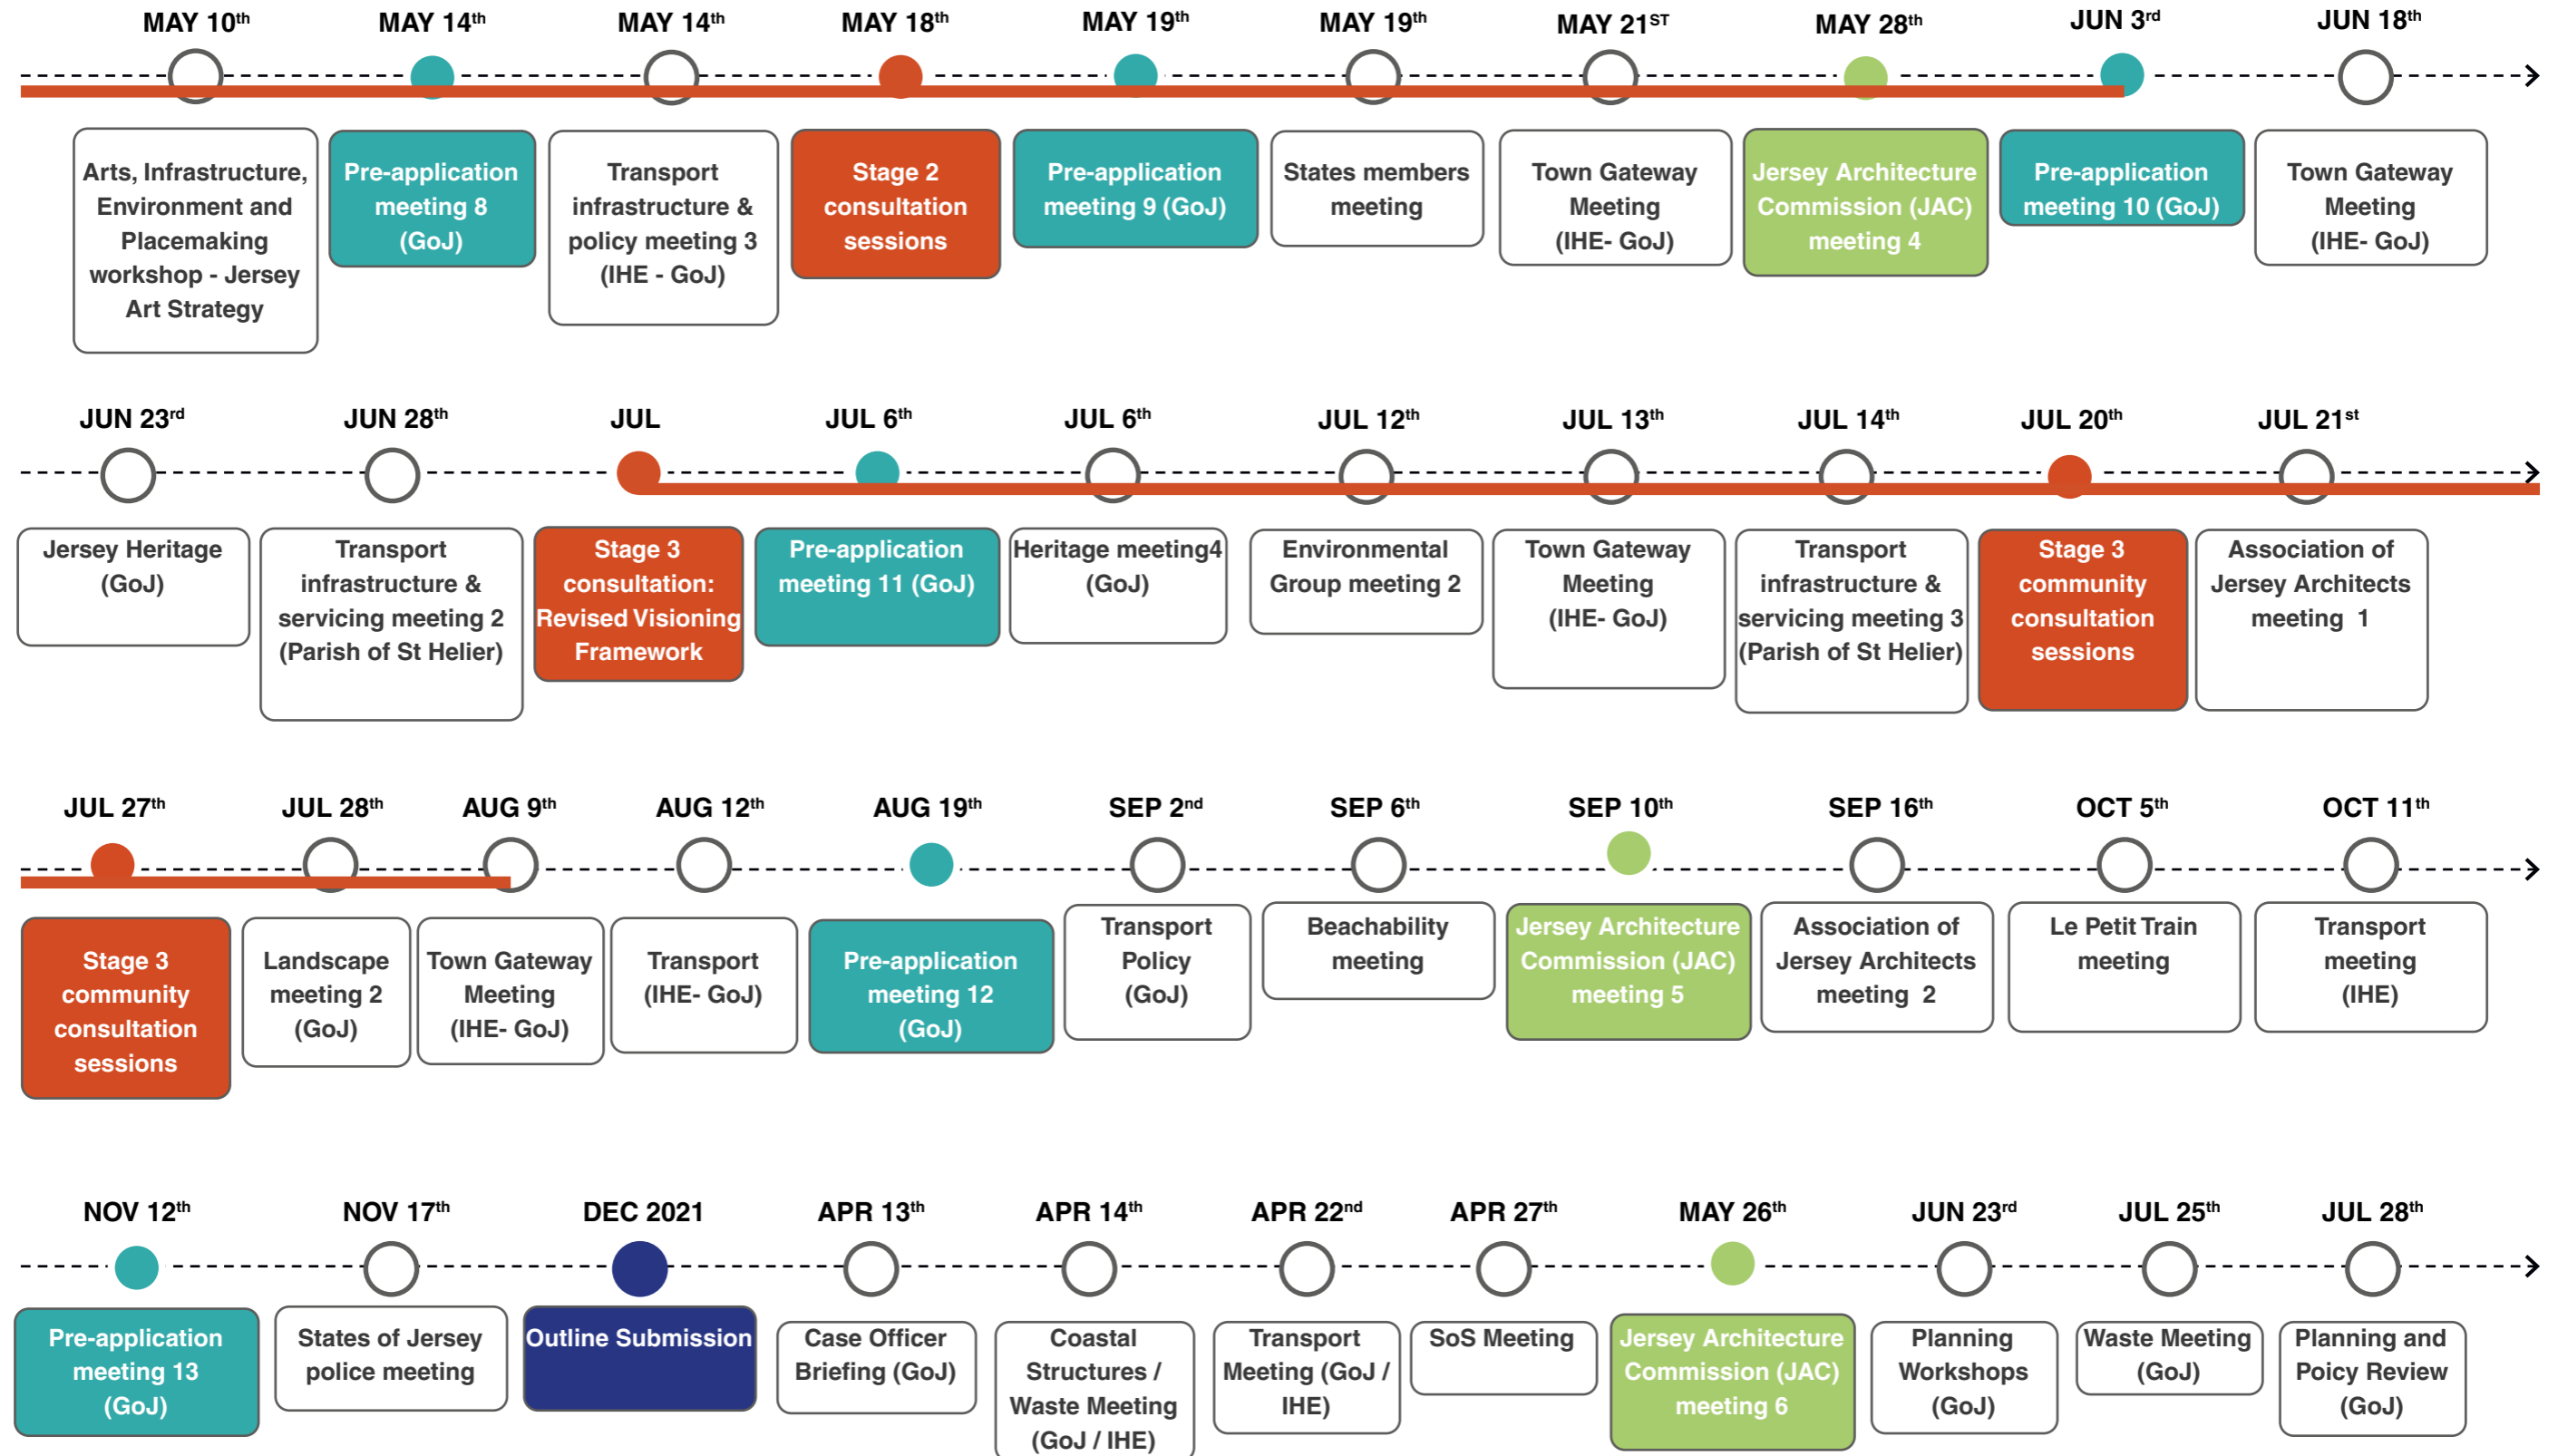 MAY 10th
MAY 14th
MAY 14th
MAY 18th
MAY 19th
MAY 19th
MAY 21ST
MAY 28th
JUN 3rd
JUN 18th
Arts, Infrastructure,
Environment and
Placemaking
workshop - Jersey
Art Strategy
Pre-application
meeting 8
(GoJ)
Transport
infrastructure &
policy meeting 3
(IHE - GoJ)
Stage 2
consultation
sessions
Pre-application
meeting 9 (GoJ)
States members
meeting
Town Gateway
Meeting
(IHE- GoJ)
Jersey Architecture
Commission (JAC)
meeting 4
Pre-application
meeting 10 (GoJ)
Town Gateway
Meeting
(IHE- GoJ)
JUN 23rd
JUN 28th
JUL
JUL 6th
JUL 6th
JUL 12th
JUL 13th
JUL 14th
JUL 20th
JUL 21st
Jersey Heritage
(GoJ)
Transport
infrastructure &
servicing meeting 2
(Parish of St Helier)
Stage 3
consultation:
Revised Visioning
Framework
Pre-application
meeting 11 (GoJ)
Heritage meeting4
(GoJ)
Environmental
Group meeting 2
Town Gateway
Meeting
(IHE- GoJ)
Transport
infrastructure &
servicing meeting 3
(Parish of St Helier)
Stage 3
community
consultation
sessions
Association of
Jersey Architects
meeting 1
JUL 27th
JUL 28th
AUG 9th
AUG 12th
AUG 19th
SEP 2nd
SEP 6th
SEP 10th
SEP 16th
OCT 5th
OCT 11th
Stage 3
community
consultation
sessions
Landscape
meeting 2
(GoJ)
Town Gateway
Meeting
(IHE- GoJ)
Transport
(IHE- GoJ)
Pre-application
meeting 12
(GoJ)
Transport
Policy
(GoJ)
Beachability
meeting
Jersey Architecture
Commission (JAC)
meeting 5
Association of
Jersey Architects
meeting 2
Le Petit Train
meeting
Transport
meeting
(IHE)
NOV 12th
NOV 17th
DEC 2021
APR 13th
APR 14th
APR 22nd
APR 27th
MAY 26th
JUN 23rd
JUL 25th
JUL 28th
Pre-application
meeting 13
(GoJ)
States of Jersey
police meeting
Outline Submission
Case Officer
Briefing (GoJ)
Coastal
Structures /
Waste Meeting
(GoJ / IHE)
Transport
Meeting (GoJ /
IHE)
SoS Meeting
Jersey Architecture
Commission (JAC)
meeting 6
Planning
Workshops
(GoJ)
Waste Meeting
(GoJ)
Planning and
Poicy Review
(GoJ)